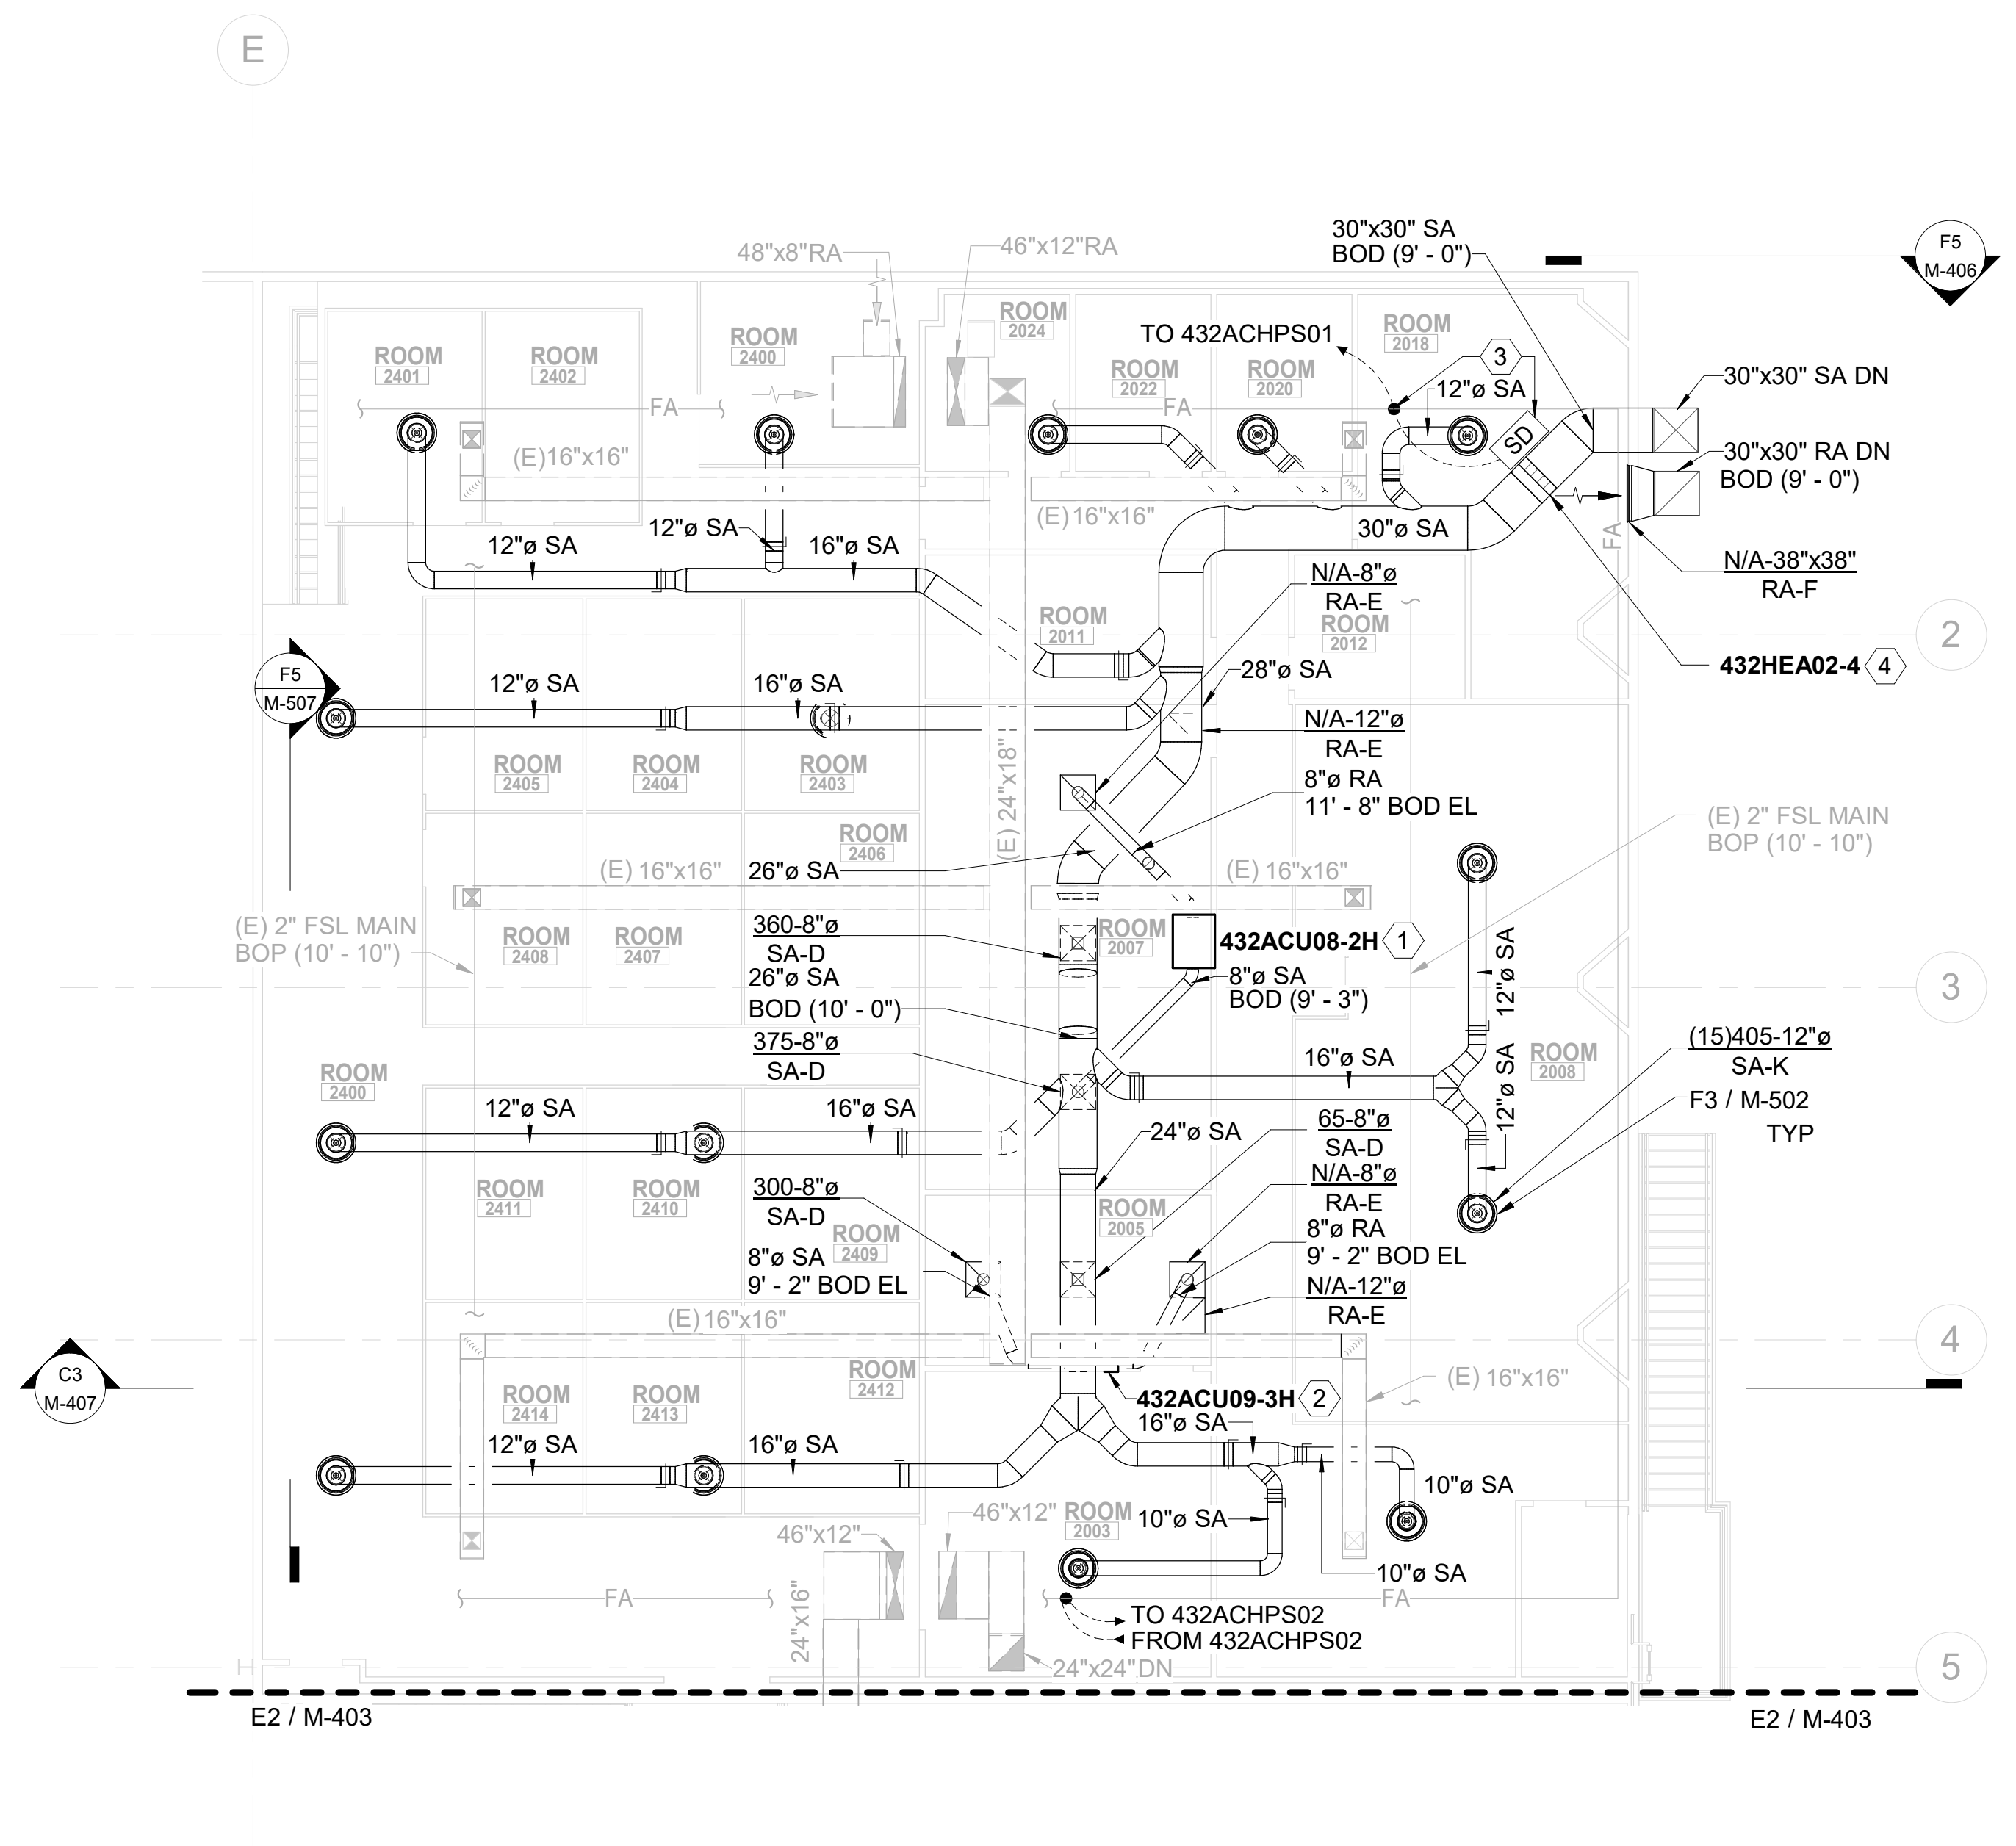 E
30"x30" SA
BOD (9' - 0")
F5
M-406
48"x8"RA
46"x12"RA
ROOM
2024
TO 432ACHPS01
ROOM
2018
3
ROOM
2400
ROOM
2401
ROOM
2402
ROOM
2022
ROOM
2020
12"ø SA
30"x30" SA DN
FA
FA
(E)16"x16"
SD
30"x30" RA DN
BOD (9' - 0")
(E)16"x16"
12"ø SA
12"ø SA
16"ø SA
30"ø SA
FA
N/A-38"x38"
RA-F
N/A-8"ø
RA-E
ROOM
2011
ROOM
2012
2
432HEA02-4
4
F5
M-507
12"ø SA
16"ø SA
28"ø SA
N/A-12"ø
RA-E
(E) 24"x18"
ROOM
2405
ROOM
2404
ROOM
2403
8"ø RA
11' - 8" BOD EL
(E) 2" FSL MAIN
BOP (10' - 10")
ROOM
2406
26"ø SA
(E) 16"x16"
(E) 16"x16"
(E) 2" FSL MAIN
BOP (10' - 10")
360-8"ø
SA-D
ROOM
2408
ROOM
2407
ROOM
2007
432ACU08-2H
1
26"ø SA
BOD (10' - 0")
8"ø SA
BOD (9' - 3")
12"ø SA
3
375-8"ø
SA-D
16"ø SA
12"ø SA
ROOM
2008
(15)405-12"ø
SA-K
F3 / M-502
TYP
ROOM
2400
12"ø SA
16"ø SA
24"ø SA
65-8"ø
SA-D
ROOM
2411
ROOM
2410
300-8"ø
SA-D
N/A-8"ø
RA-E
ROOM
2005
ROOM
2409
8"ø SA
9' - 2" BOD EL
8"ø RA
9' - 2" BOD EL
N/A-12"ø
RA-E
(E) 16"x16"
4
C3
M-407
ROOM
2412
ROOM
2414
ROOM
2413
432ACU09-3H
2
(E) 16"x16"
12"ø SA
16"ø SA
16"ø SA
10"ø SA
46"x12"
46"x12"
ROOM
2003
10"ø SA
10"ø SA
24"x16"
FA
FA
TO 432ACHPS02
FROM 432ACHPS02
24"x24"DN
5
E2 / M-403
E2 / M-403